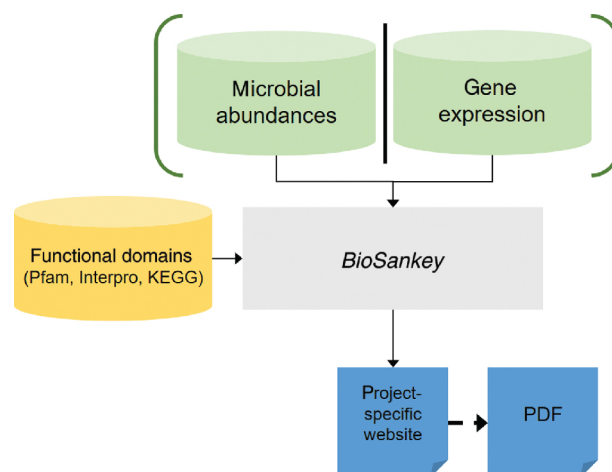 Microbial
abundances
Gene
expression
Functional domains
(Pfam, Interpro, KEGG)
BioSankey
Project-
specific
website
PDF